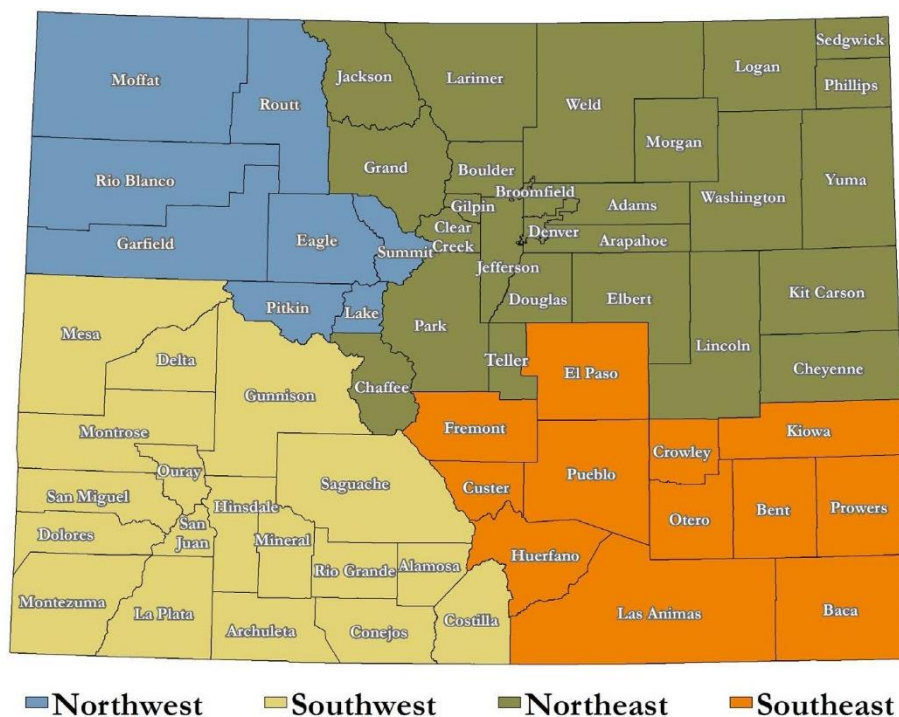 Sedgwick
Logan
Moffat
Jackson
Larimer
Phillips
Routt
Weld
Morgan
Grand
Boulder
Rio Blanco
Yuma
Washington
Broomfield
Gilpin
Adams
Clear
Creek
Denver
Arapahoe
Garfield
Eagle
Summit
Jefferson
Kit Carson
Pitkin
Lake
Douglas
Elbert
Mesa
Park
Lincoln
Delta
Teller
Cheyenne
El Paso
Gunnison
Chaffee
Montrose
Fremont
Kiowa
Crowley
Ouray
Pueblo
Saguache
Custer
San Miguel
Hinsdale
Otero
Bent
Prowers
San
Juan
Dolores
Mineral
Huerfano
Rio Grande
Alamosa
Montezuma
La Plata
Costilla
Las Animas
Baca
Archuleta
Conejos
Northwest
Southwest
Northeast
Southeast